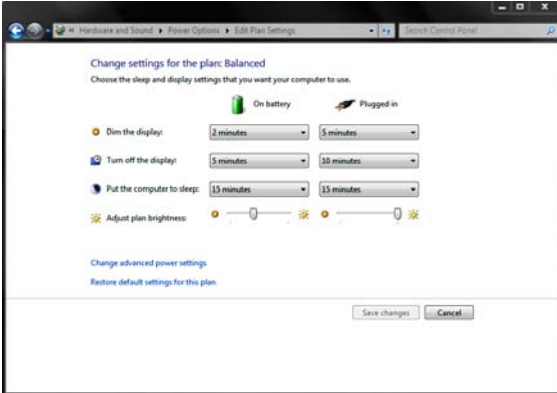 « Hardware and Sound ▸ Power Options ▸ Edit Plan Settings
Search Control Panel
Change settings for the plan: Balanced
Choose the sleep and display settings that you want your computer to use.
On battery Plugged in
Dim the display: 2 minutes 5 minutes
Turn off the display: 5 minutes 10 minutes
Put the computer to sleep: 15 minutes 15 minutes
Adjust plan brightness:
Change advanced power settings
Restore default settings for this plan
Save changes Cancel